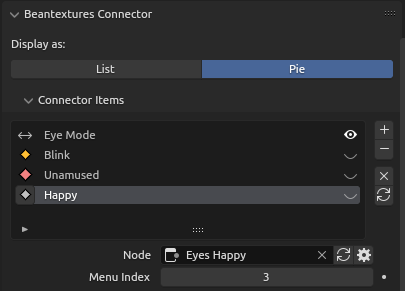 Beantextures Connector
Display as:
List Pie
Connector Items
Eye Mode
Blink
Unamused
Happy
Node Eyes Happy
Menu Index 3